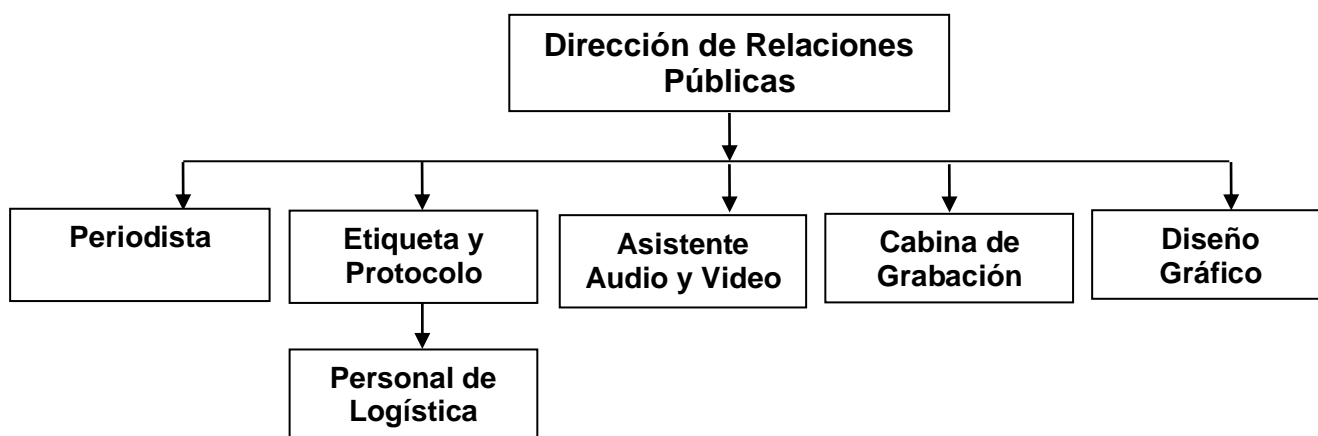 Dirección de Relaciones
Públicas
Periodista
Etiqueta y
Protocolo
Asistente
Audio y Video
Cabina de
Grabación
Diseño
Gráfico
Personal de
Logística